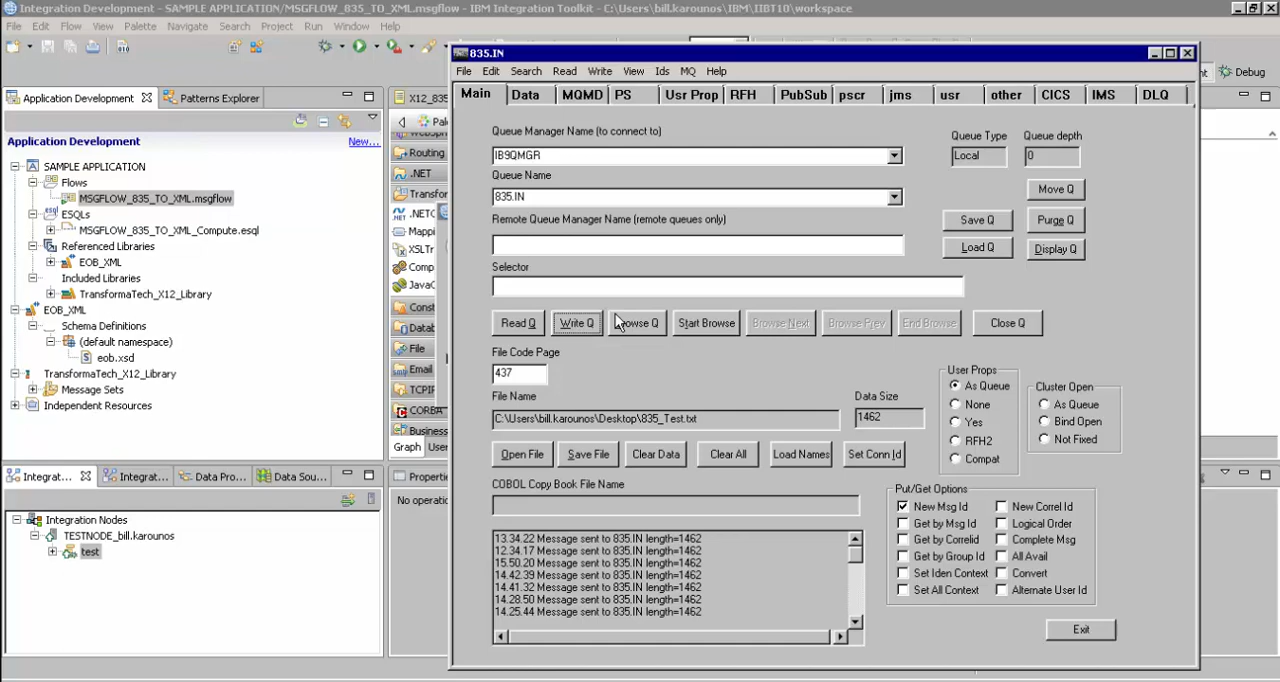 Integration Development - SAMPLE APPLICATION/MSGFLOW_835_TO_XML.msgflow - IBM Integration Toolkit - C:\Users\bill.karounos\IBM\IIBT10\workspace
File Edit View Palette Navigate Search Project Run Window Help
Debug
Application Development
Patterns Explorer
Application Development
New...
SAMPLE APPLICATION
Flows
MSGFLOW_835_TO_XML.msgflow
ESQLs
MSGFLOW_835_TO_XML_Compute.esql
Referenced Libraries
EOB_XML
Included Libraries
TransformaTech_X12_Library
EOB_XML
Schema Definitions
(default namespace)
eob.xsd
TransformaTech_X12_Library
Message Sets
Independent Resources
Integrat...
Integrat...
Data Pro...
Data Sou...
Integration Nodes
TESTNODE_bill.karounos
test
X12_835
Pal
Routing
.NET
Transfor
.NETC
Mappi
XSLTr
Comp
JavaC
Const
Datab
File
Email
TCPIP
CORBA
Business
Graph
User
Properties
No operatio
835.IN
File Edit Search Read Write View Ids MQ Help
Main Data MQMD PS Usr Prop RFH PubSub pscr jms usr other CICS IMS DLQ
Queue Manager Name (to connect to)
IB9QMGR
Queue Type
Local
Queue depth
0
Queue Name
835.IN
Move Q
Remote Queue Manager Name (remote queues only)
Save Q
Purge Q
Load Q
Display Q
Selector
Read Q
Write Q
Browse Q
Start Browse
Browse Next
Browse Prev
End Browse
Close Q
File Code Page
437
File Name
C:\Users\bill.karounos\Desktop\835_Test.txt
Data Size
1462
User Props
As Queue
None
Yes
RFH2
Compat
Cluster Open
As Queue
Bind Open
Not Fixed
Open File
Save File
Clear Data
Clear All
Load Names
Set Conn Id
COBOL Copy Book File Name
13.34.22 Message sent to 835.IN length=1462
12.34.17 Message sent to 835.IN length=1462
15.50.20 Message sent to 835.IN length=1462
14.42.39 Message sent to 835.IN length=1462
14.41.32 Message sent to 835.IN length=1462
14.28.50 Message sent to 835.IN length=1462
14.25.44 Message sent to 835.IN length=1462
Put/Get Options
New Msg Id
New Correl Id
Get by Msg Id
Logical Order
Get by Correlid
Complete Msg
Get by Group Id
All Avail
Set Iden Context
Convert
Set All Context
Alternate User Id
Exit